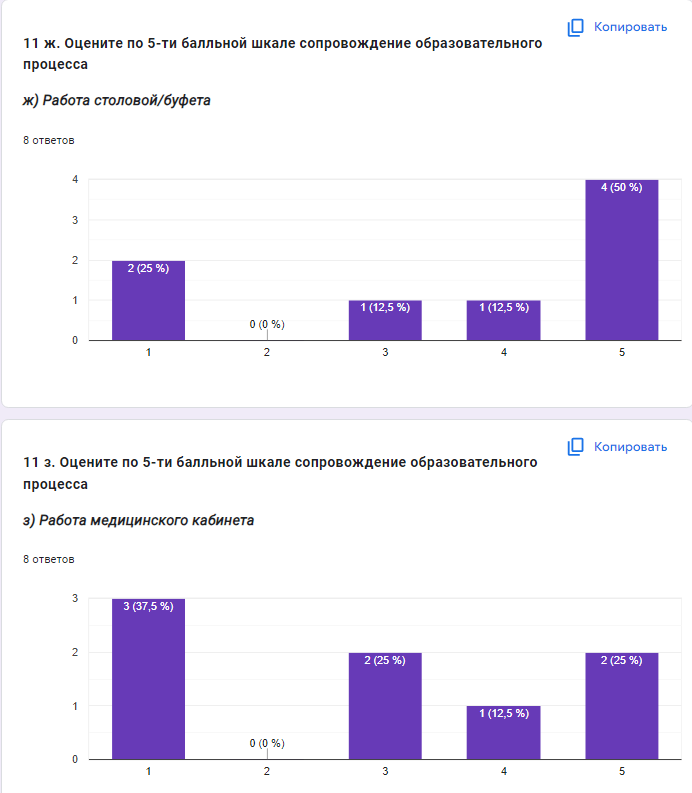 Копировать
11 ж. Оцените по 5-ти балльной шкале сопровождение образовательного
процесса
ж) Работа столовой/буфета
8 ответов
4
3
2
1
0
2 (25 %)
0 (0 %)
1 (12,5 %)
1 (12,5 %)
4 (50 %)
1
2
3
4
5
Копировать
11 з. Оцените по 5-ти балльной шкале сопровождение образовательного
процесса
з) Работа медицинского кабинета
8 ответов
3
2
1
0
3 (37,5 %)
0 (0 %)
2 (25 %)
1 (12,5 %)
2 (25 %)
1
2
3
4
5